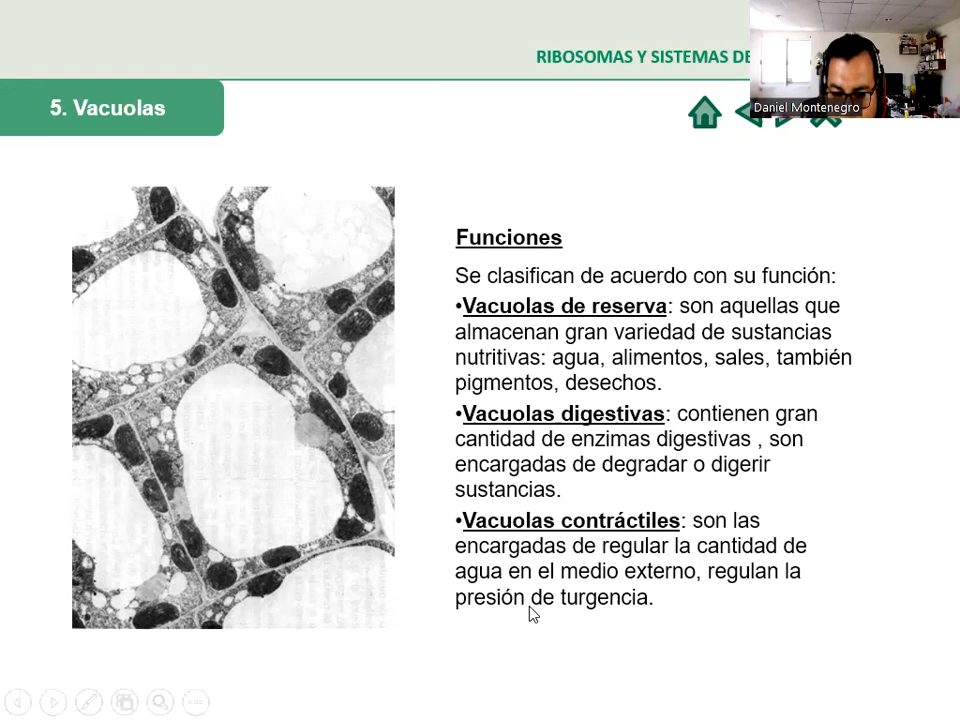 RIBOSOMAS Y SISTEMAS DE
Daniel Montenegro
5. Vacuolas
Funciones
Se clasifican de acuerdo con su función:
•Vacuolas de reserva: son aquellas que
almacenan gran variedad de sustancias
nutritivas: agua, alimentos, sales, también
pigmentos, desechos.
•Vacuolas digestivas: contienen gran
cantidad de enzimas digestivas , son
encargadas de degradar o digerir
sustancias.
•Vacuolas contráctiles: son las
encargadas de regular la cantidad de
agua en el medio externo, regulan la
presión de turgencia.